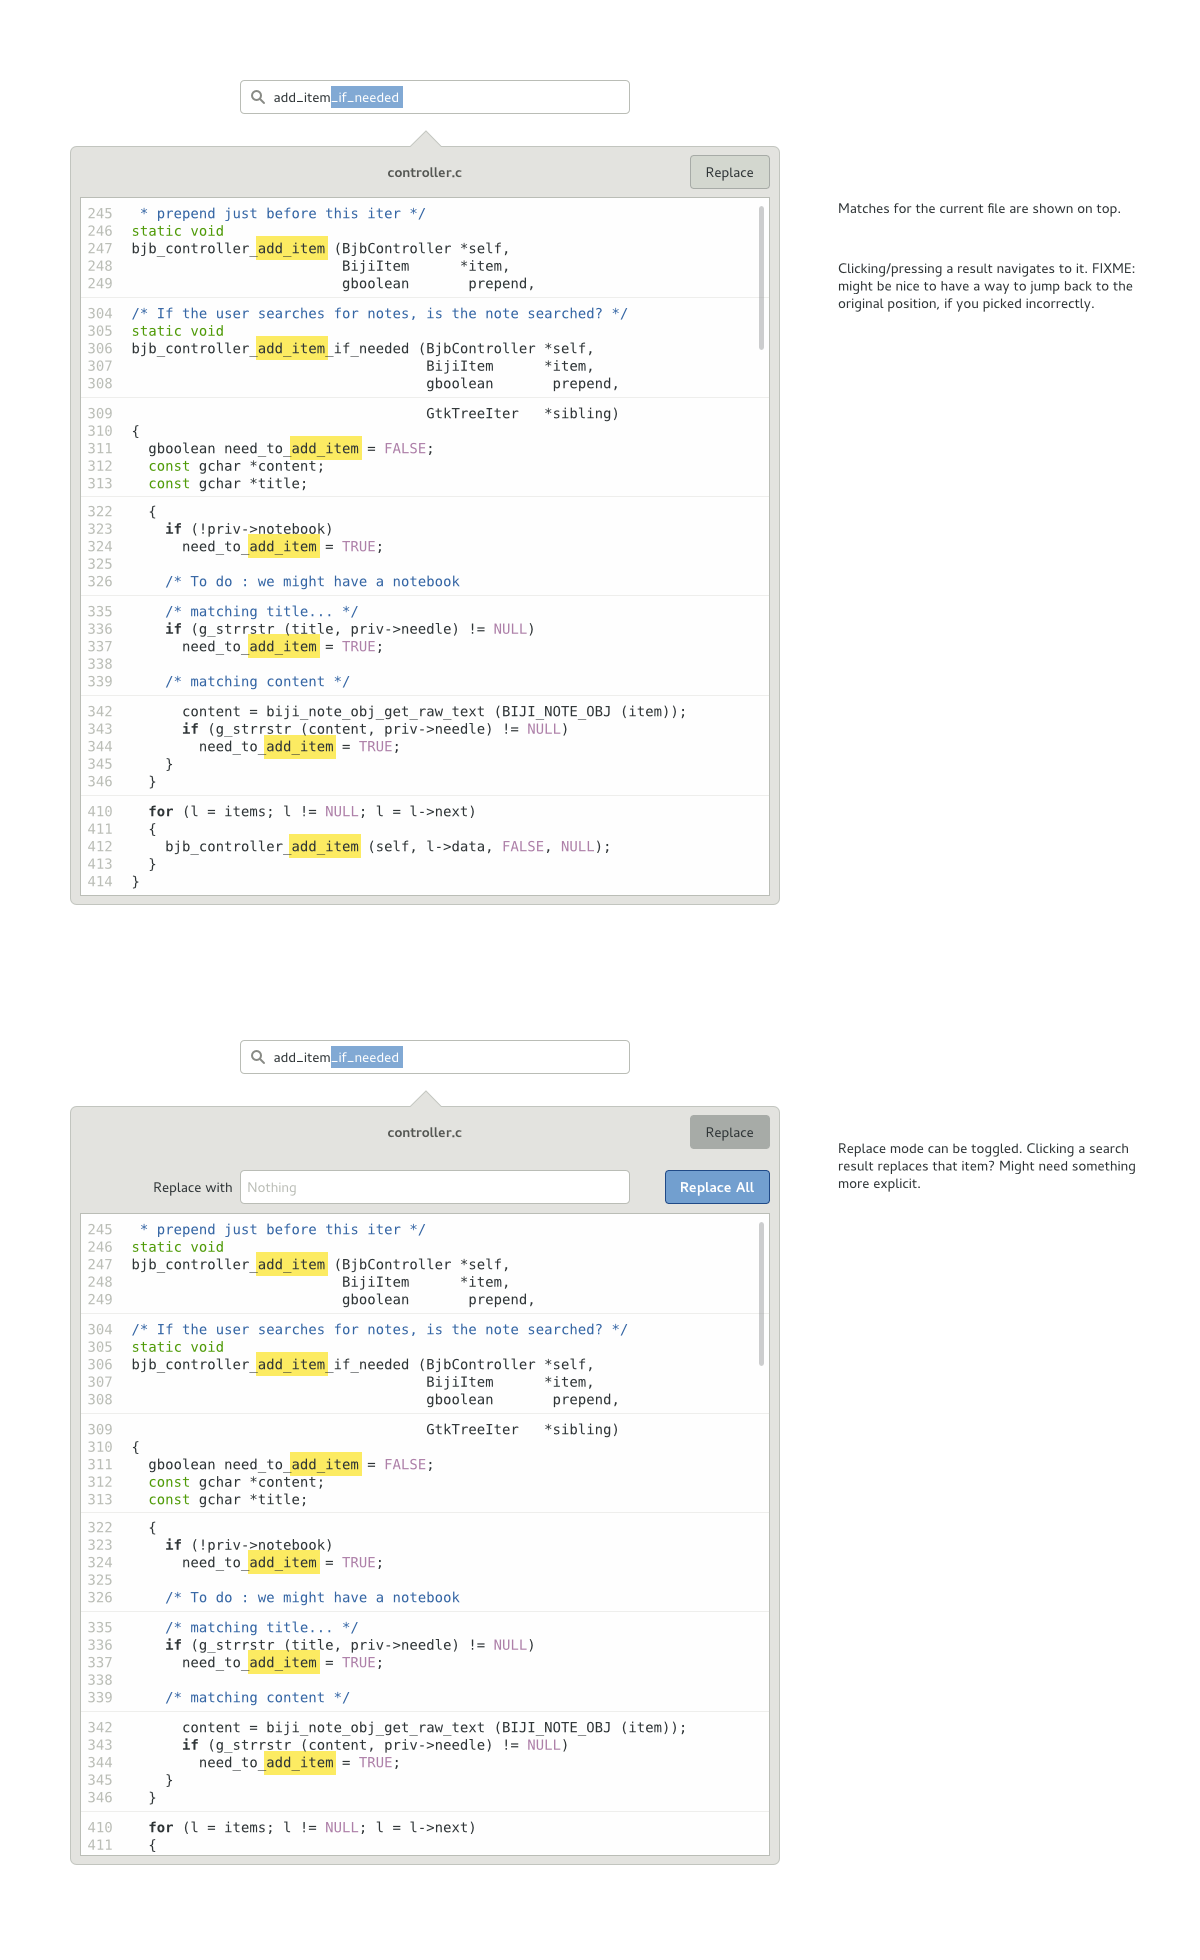 add_item_if_needed
controller.c
Replace
245    * prepend just before this iter */
246   static void
247   bjb_controller_add_item (BjbController *self,
248                            BijiItem      *item,
249                            gboolean       prepend,
304   /* If the user searches for notes, is the note searched? */
305   static void
306   bjb_controller_add_item_if_needed (BjbController *self,
307                                      BijiItem      *item,
308                                      gboolean       prepend,
309                                      GtkTreeIter   *sibling)
310   {
311     gboolean need_to_add_item = FALSE;
312     const gchar *content;
313     const gchar *title;
322     {
323       if (!priv->notebook)
324         need_to_add_item = TRUE;
325
326       /* To do : we might have a notebook
335       /* matching title... */
336       if (g_strrstr (title, priv->needle) != NULL)
337         need_to_add_item = TRUE;
338
339       /* matching content */
342         content = biji_note_obj_get_raw_text (BIJI_NOTE_OBJ (item));
343         if (g_strrstr (content, priv->needle) != NULL)
344           need_to_add_item = TRUE;
345       }
346     }
410     for (l = items; l != NULL; l = l->next)
411     {
412       bjb_controller_add_item (self, l->data, FALSE, NULL);
413     }
414   }
Matches for the current file are shown on top.
Clicking/pressing a result navigates to it. FIXME:
might be nice to have a way to jump back to the
original position, if you picked incorrectly.
add_item_if_needed
controller.c
Replace
Replace with
Nothing
Replace All
245    * prepend just before this iter */
246   static void
247   bjb_controller_add_item (BjbController *self,
248                            BijiItem      *item,
249                            gboolean       prepend,
304   /* If the user searches for notes, is the note searched? */
305   static void
306   bjb_controller_add_item_if_needed (BjbController *self,
307                                      BijiItem      *item,
308                                      gboolean       prepend,
309                                      GtkTreeIter   *sibling)
310   {
311     gboolean need_to_add_item = FALSE;
312     const gchar *content;
313     const gchar *title;
322     {
323       if (!priv->notebook)
324         need_to_add_item = TRUE;
325
326       /* To do : we might have a notebook
335       /* matching title... */
336       if (g_strrstr (title, priv->needle) != NULL)
337         need_to_add_item = TRUE;
338
339       /* matching content */
342         content = biji_note_obj_get_raw_text (BIJI_NOTE_OBJ (item));
343         if (g_strrstr (content, priv->needle) != NULL)
344           need_to_add_item = TRUE;
345       }
346     }
410     for (l = items; l != NULL; l = l->next)
411     {
Replace mode can be toggled. Clicking a search
result replaces that item? Might need something
more explicit.